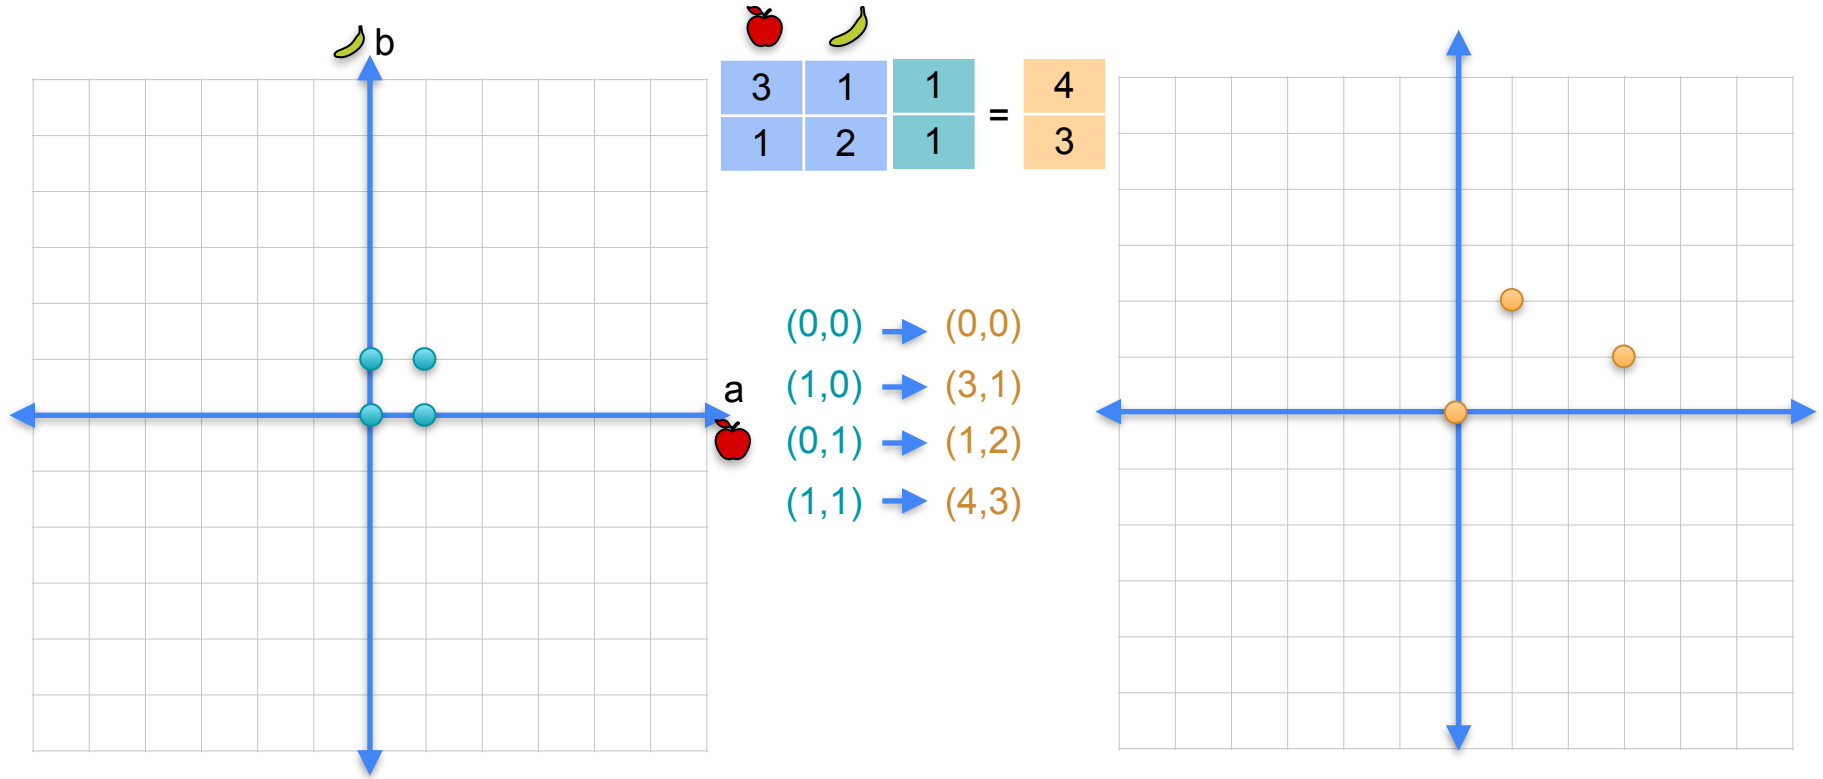 b
3 1 1 = 4
1 2 1 3
(0,0) (0,0)
a
(1,0) (3,1)
(0,1) (1,2)
(1,1) (4,3)